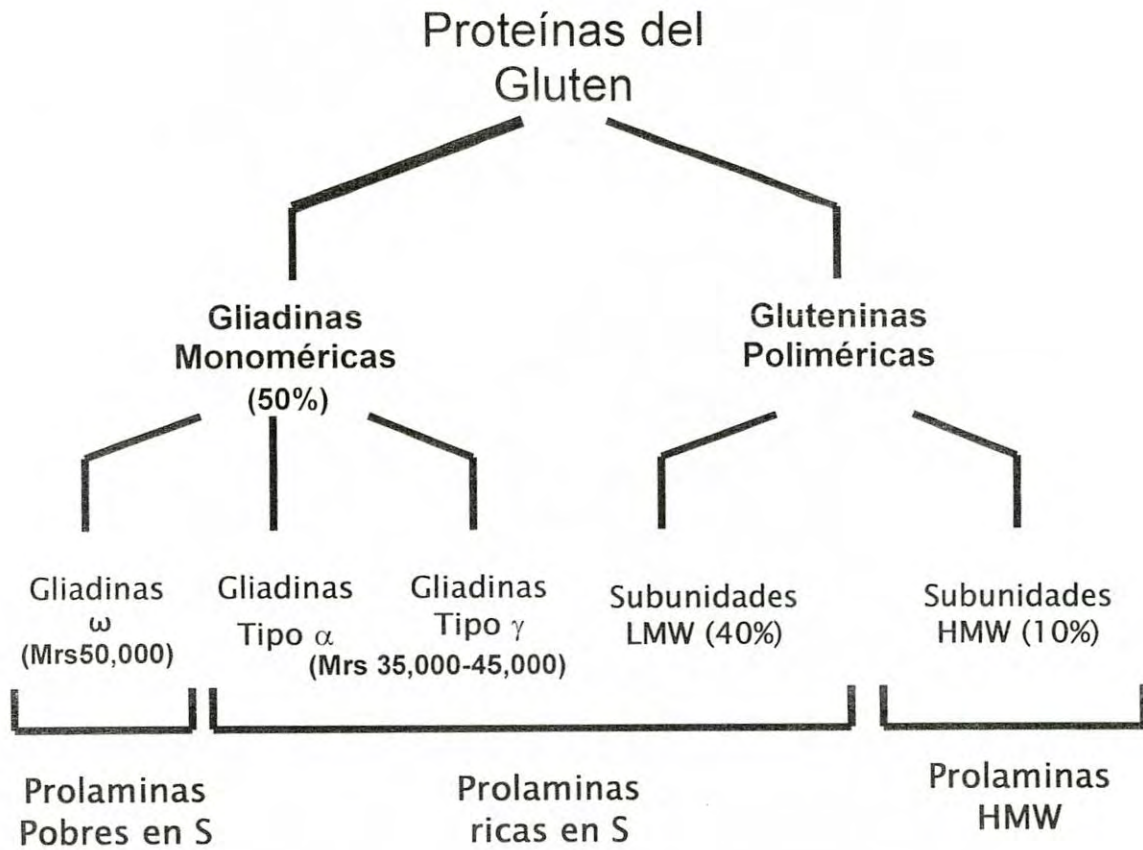 Proteínas del
Gluten
Gliadinas
Monoméricas
(50%)
Gluteninas
Poliméricas
Gliadinas
ω
(Mrs50,000)
Gliadinas
Tipo α
Gliadinas
Tipo γ
(Mrs 35,000-45,000)
Subunidades
LMW (40%)
Subunidades
HMW (10%)
Prolaminas
Pobres en S
Prolaminas
ricas en S
Prolaminas
HMW